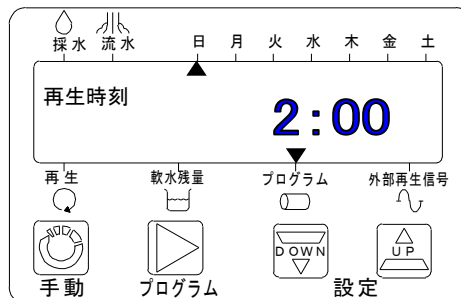 採水 流水 日 月 火 水 木 金 土
再生時刻
2:00
再生 軟水残量 プログラム 外部再生信号
DOWN UP
手動 プログラム 設定